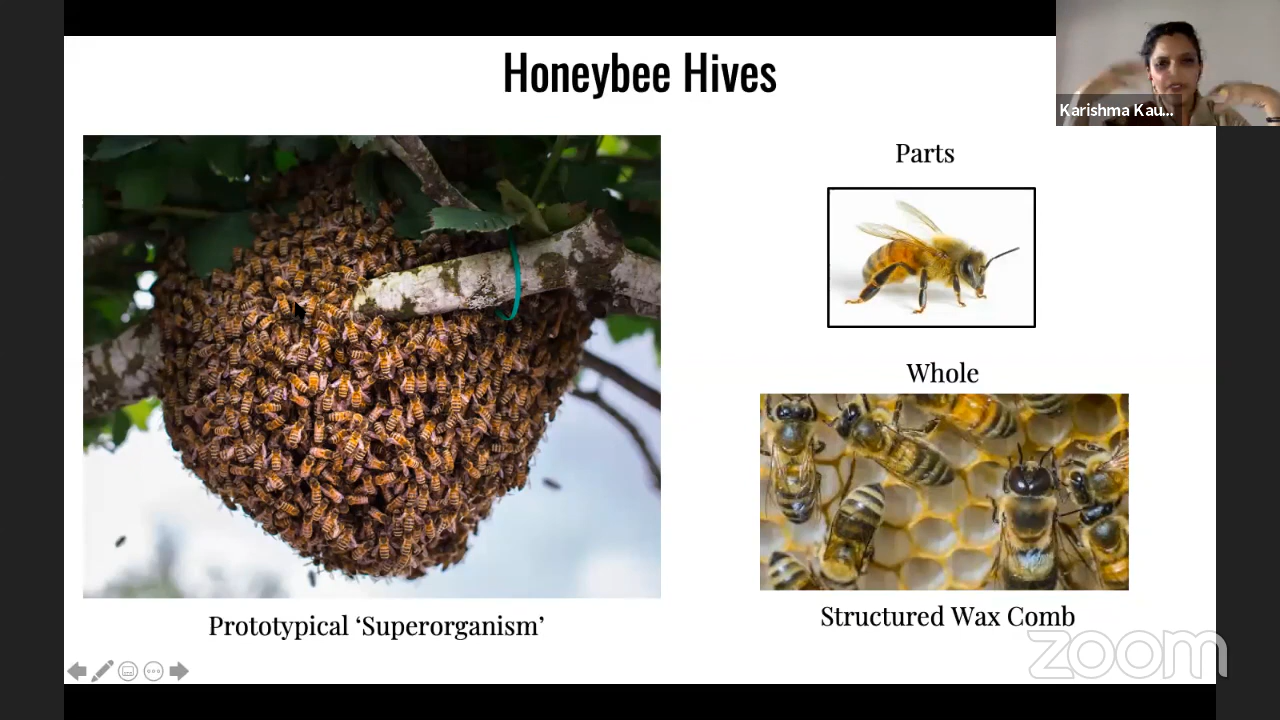 Honeybee Hives
Karishma Kau...
Parts
Whole
Prototypical ‘Superorganism’
Structured Wax Comb
zoom